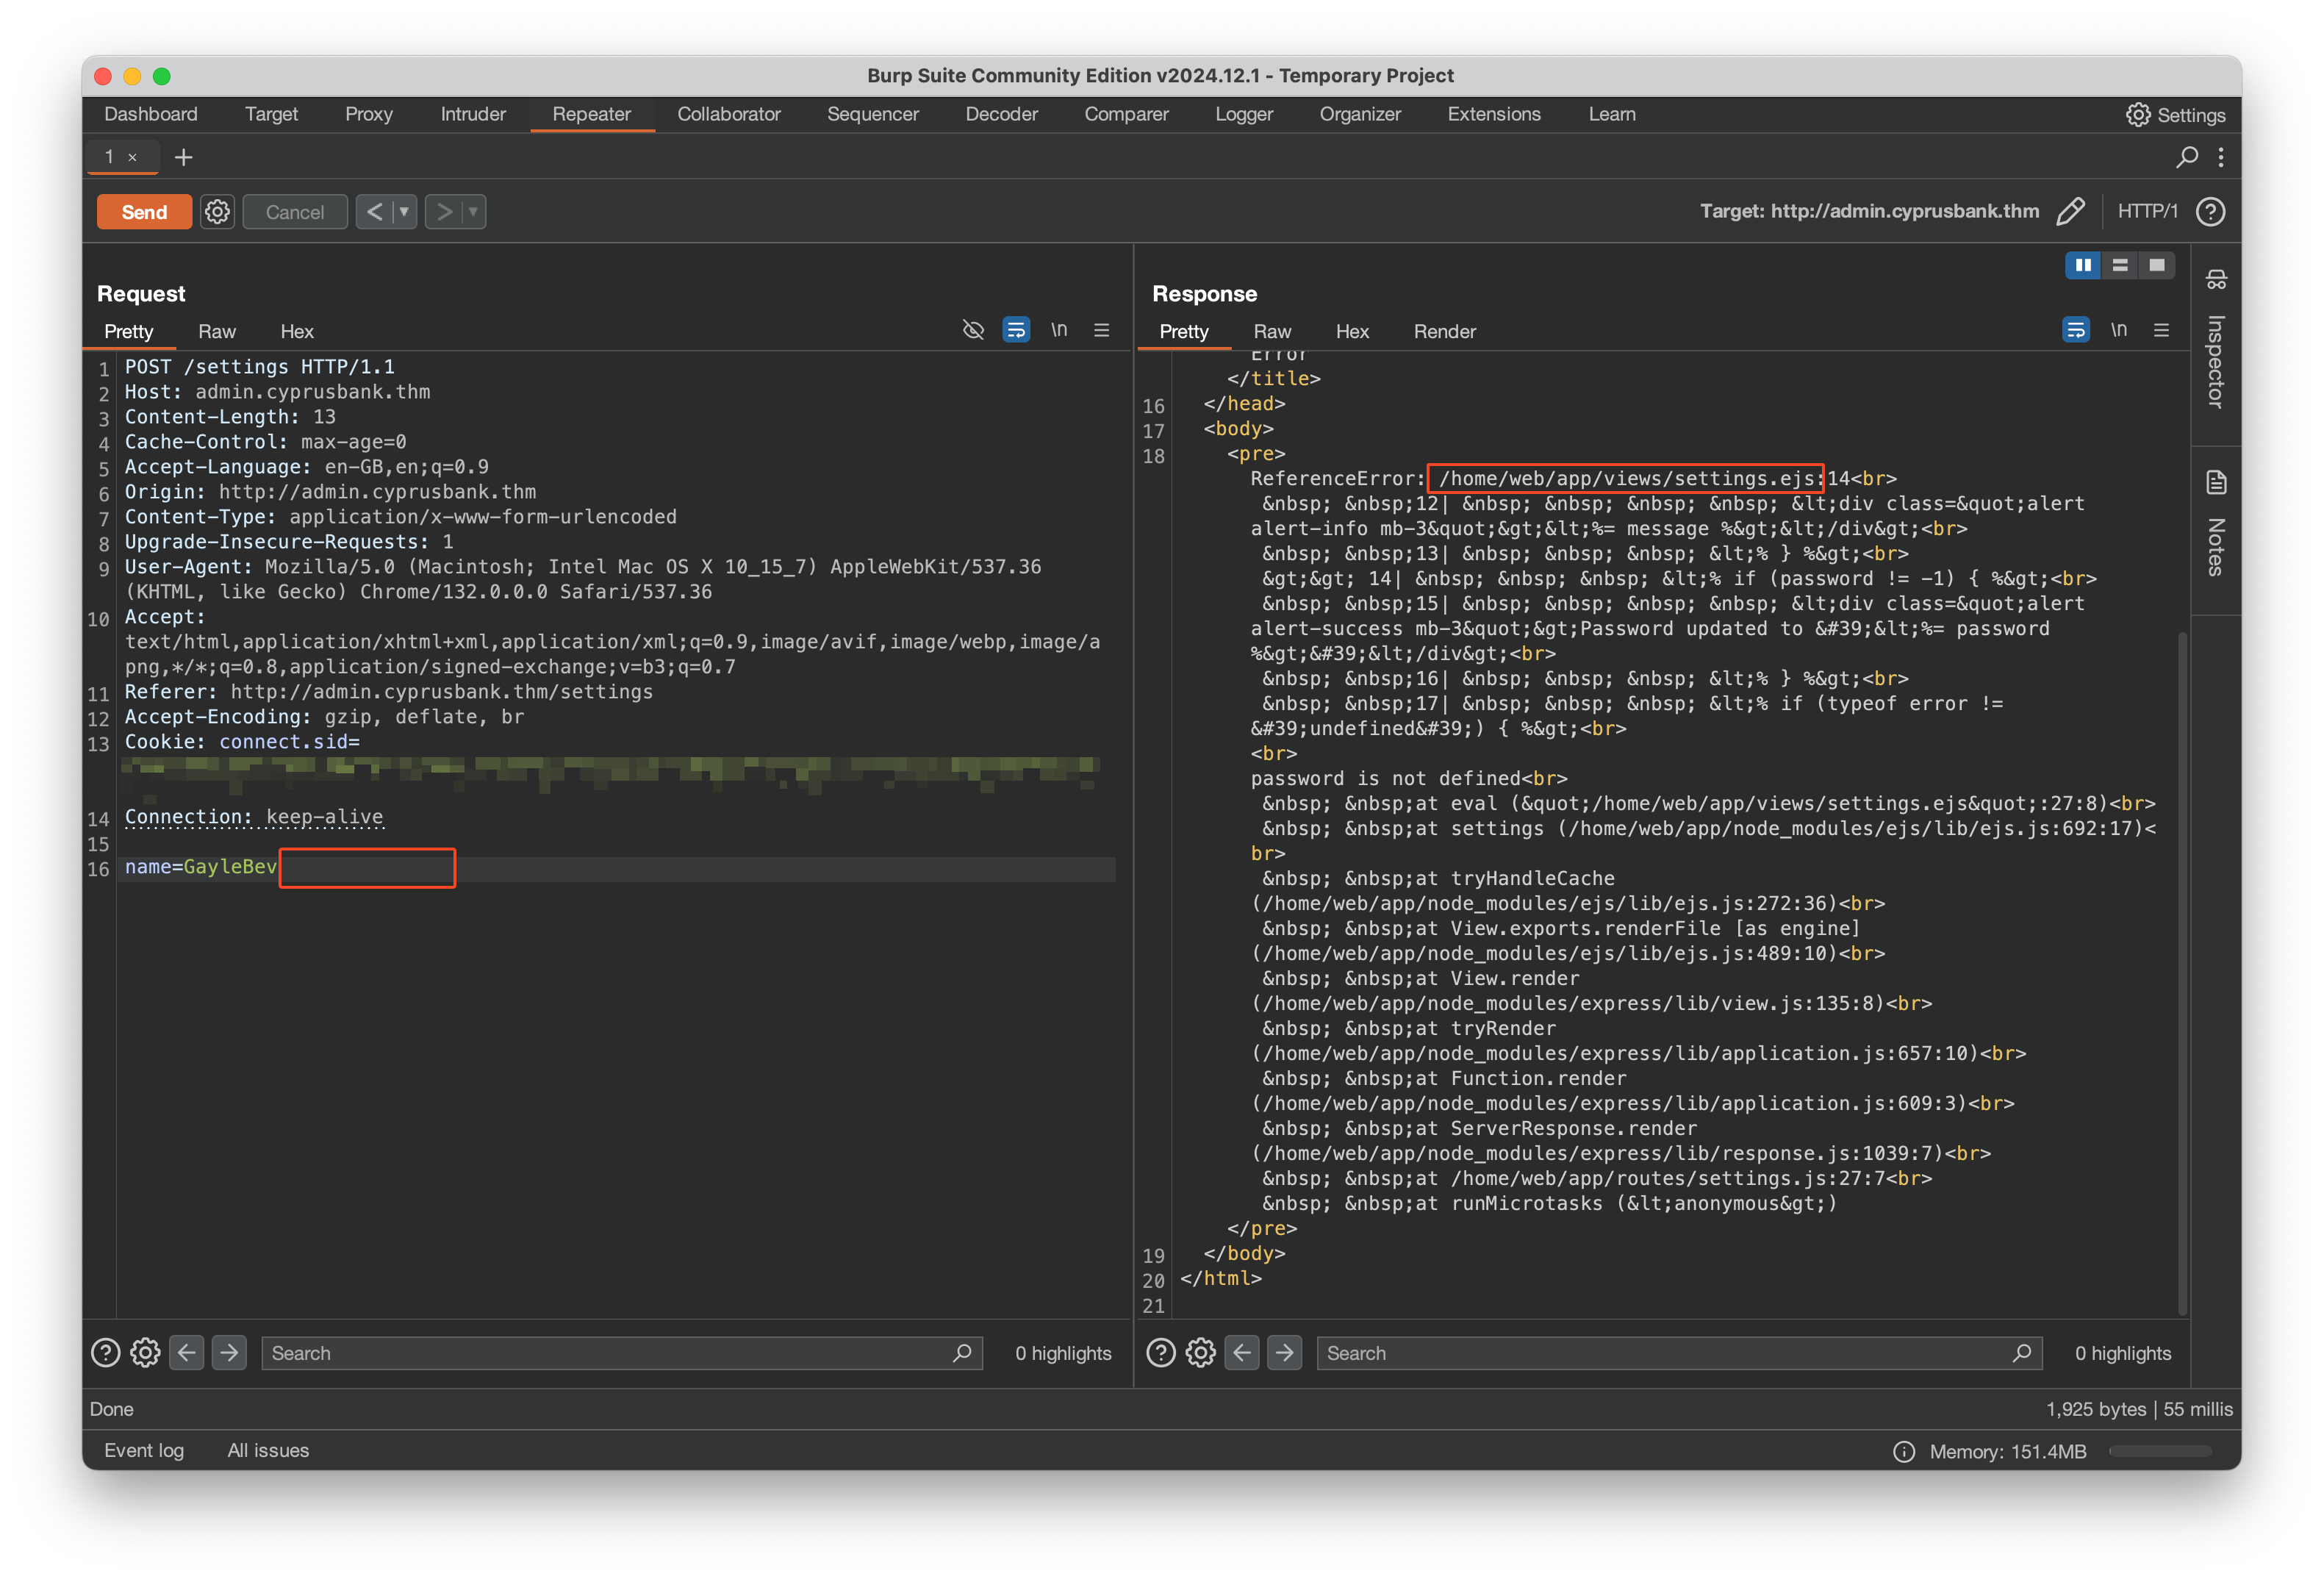 Burp Suite Community Edition v2024.12.1 - Temporary Project
Dashboard Target Proxy Intruder Repeater Collaborator Sequencer Decoder Comparer Logger Organizer Extensions Learn Settings
1 × +
Send Cancel < > Target: http://admin.cyprusbank.thm HTTP/1 ?
Request
Pretty Raw Hex \n
1 POST /settings HTTP/1.1
2 Host: admin.cyprusbank.thm
3 Content-Length: 13
4 Cache-Control: max-age=0
5 Accept-Language: en-GB,en;q=0.9
6 Origin: http://admin.cyprusbank.thm
7 Content-Type: application/x-www-form-urlencoded
8 Upgrade-Insecure-Requests: 1
9 User-Agent: Mozilla/5.0 (Macintosh; Intel Mac OS X 10_15_7) AppleWebKit/537.36
(KHTML, like Gecko) Chrome/132.0.0.0 Safari/537.36
10 Accept:
text/html,application/xhtml+xml,application/xml;q=0.9,image/avif,image/webp,image/a
png,*/*;q=0.8,application/signed-exchange;v=b3;q=0.7
11 Referer: http://admin.cyprusbank.thm/settings
12 Accept-Encoding: gzip, deflate, br
13 Cookie: connect.sid=
14 Connection: keep-alive
15
16 name=GayleBev
Search 0 highlights
Response
Pretty Raw Hex Render \n
Error
</title>
16 </head>
17 <body>
18 <pre>
ReferenceError: /home/web/app/views/settings.ejs:14<br>
&nbsp; &nbsp;12| &nbsp; &nbsp; &nbsp; &nbsp; &lt;div class=&quot;alert
alert-info mb-3&quot;&gt;&lt;%= message %&gt;&lt;/div&gt;<br>
&nbsp; &nbsp;13| &nbsp; &nbsp; &nbsp; &lt;% } %&gt;<br>
&gt;&gt; 14| &nbsp; &nbsp; &nbsp; &lt;% if (password != -1) { %&gt;<br>
&nbsp; &nbsp;15| &nbsp; &nbsp; &nbsp; &nbsp; &lt;div class=&quot;alert
alert-success mb-3&quot;&gt;Password updated to &#39;&lt;%= password
%&gt;&#39;&lt;/div&gt;<br>
&nbsp; &nbsp;16| &nbsp; &nbsp; &nbsp; &lt;% } %&gt;<br>
&nbsp; &nbsp;17| &nbsp; &nbsp; &nbsp; &lt;% if (typeof error !=
&#39;undefined&#39;) { %&gt;<br>
<br>
password is not defined<br>
&nbsp; &nbsp;at eval (&quot;/home/web/app/views/settings.ejs&quot;:27:8)<br>
&nbsp; &nbsp;at settings (/home/web/app/node_modules/ejs/lib/ejs.js:692:17)<
br>
&nbsp; &nbsp;at tryHandleCache
(/home/web/app/node_modules/ejs/lib/ejs.js:272:36)<br>
&nbsp; &nbsp;at View.exports.renderFile [as engine]
(/home/web/app/node_modules/ejs/lib/ejs.js:489:10)<br>
&nbsp; &nbsp;at View.render
(/home/web/app/node_modules/express/lib/view.js:135:8)<br>
&nbsp; &nbsp;at tryRender
(/home/web/app/node_modules/express/lib/application.js:657:10)<br>
&nbsp; &nbsp;at Function.render
(/home/web/app/node_modules/express/lib/application.js:609:3)<br>
&nbsp; &nbsp;at ServerResponse.render
(/home/web/app/node_modules/express/lib/response.js:1039:7)<br>
&nbsp; &nbsp;at /home/web/app/routes/settings.js:27:7<br>
&nbsp; &nbsp;at runMicrotasks (&lt;anonymous&gt;)
</pre>
19 </body>
20 </html>
21
Search 0 highlights
Inspector
Notes
Done 1,925 bytes | 55 millis
Event log All issues Memory: 151.4MB